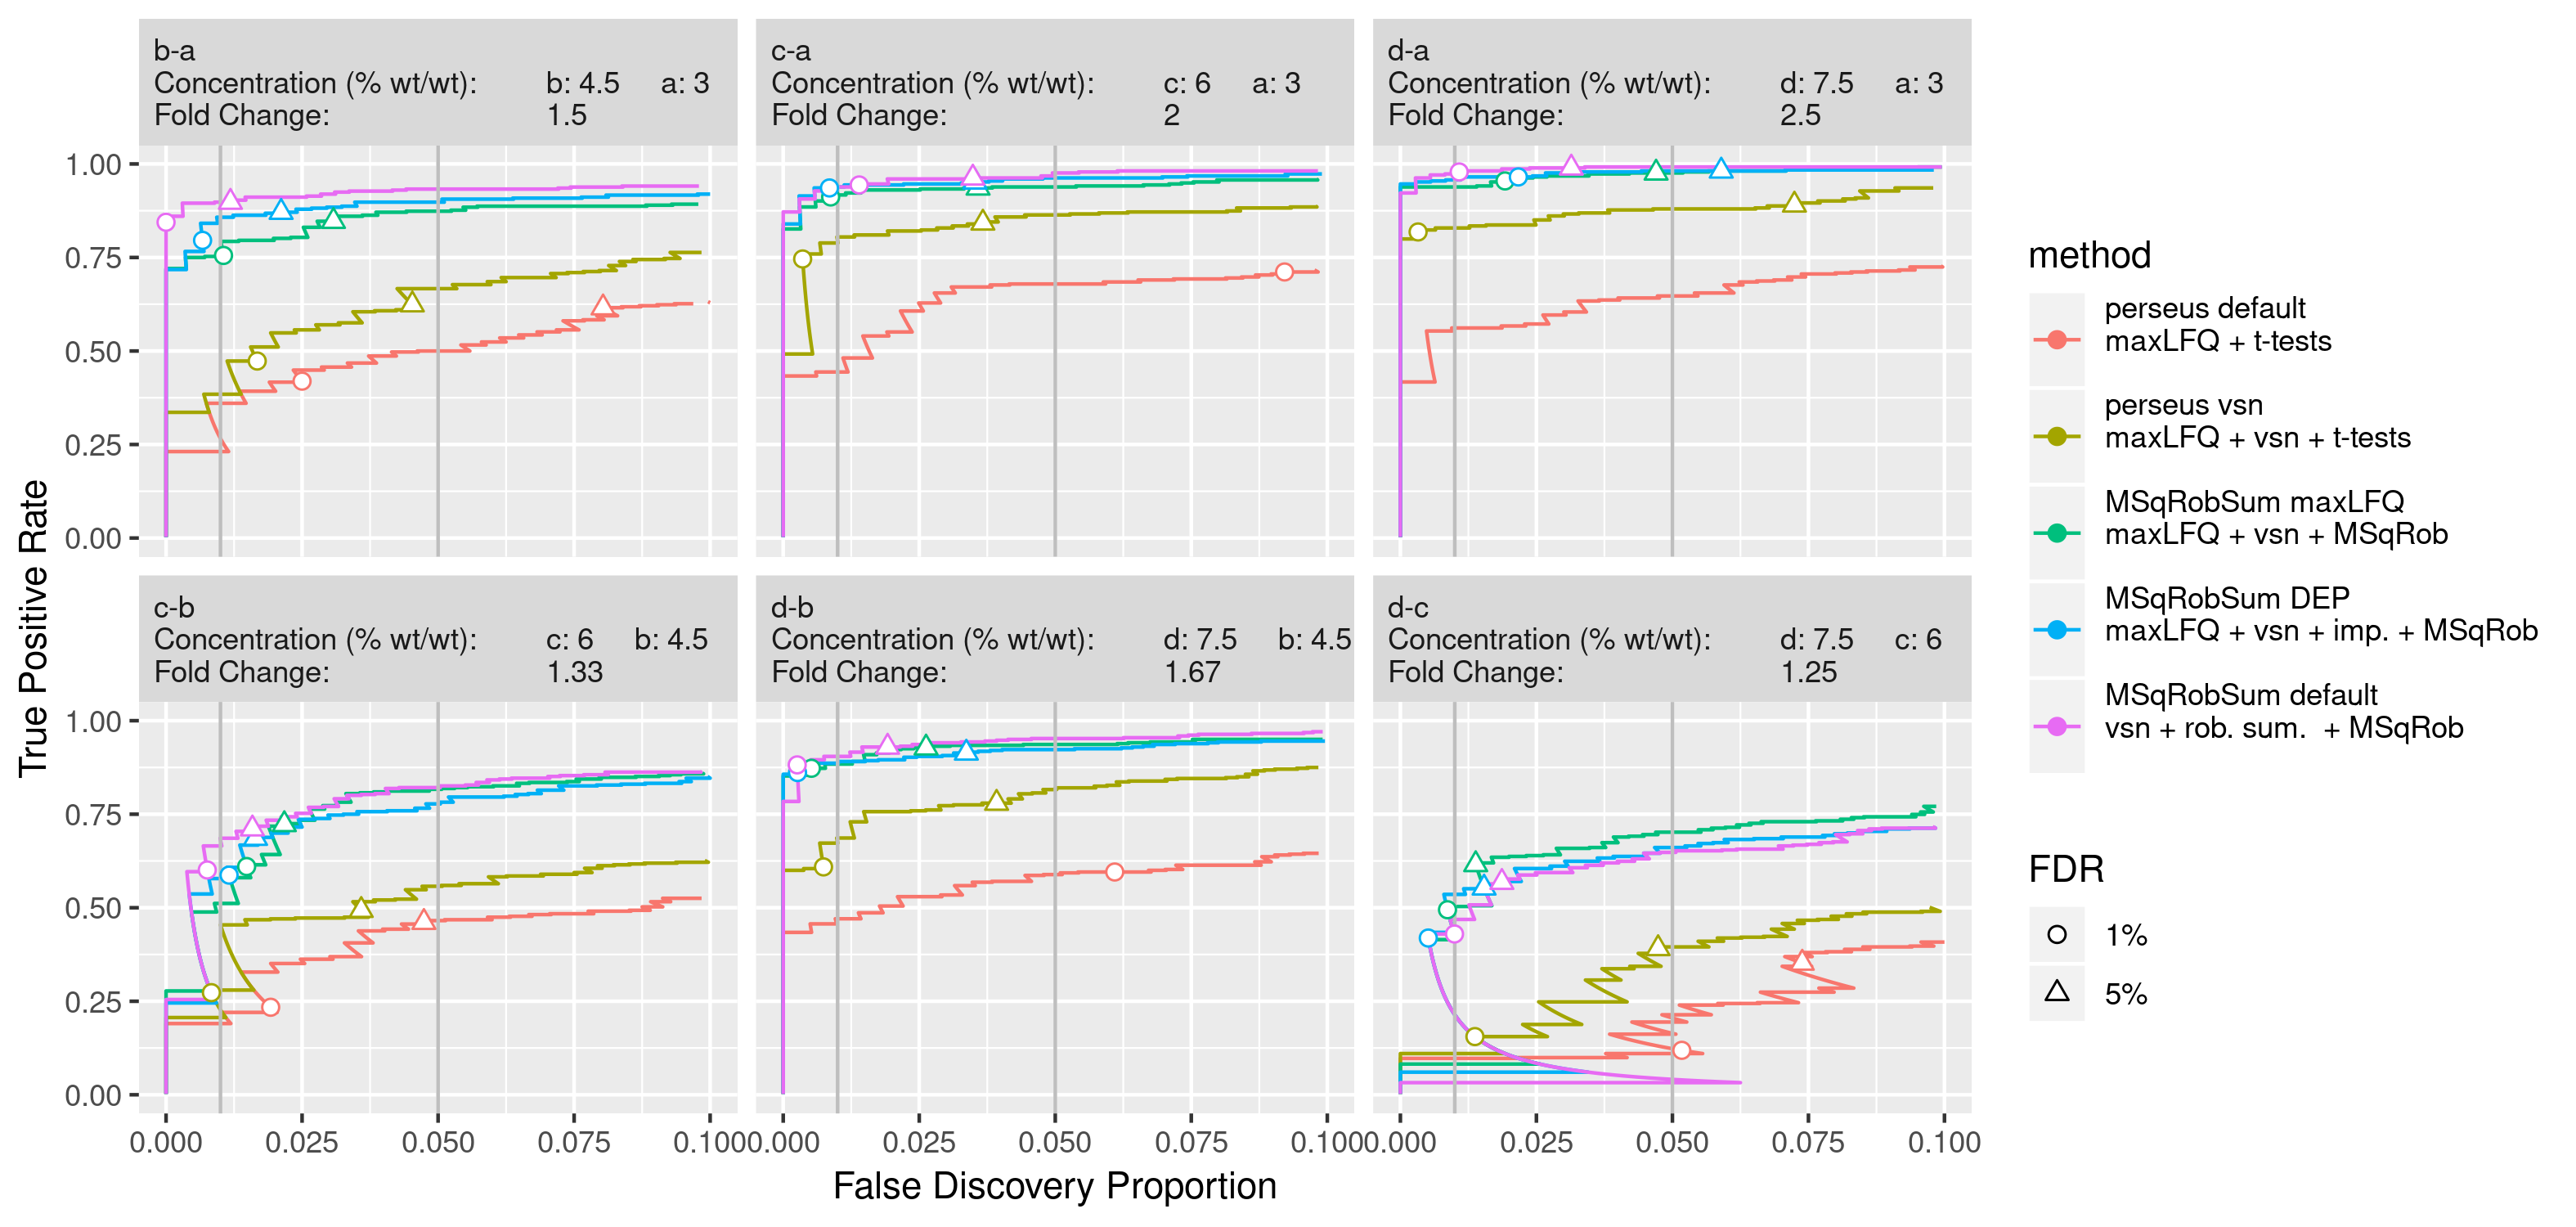 b-a
Concentration (% wt/wt): b: 4.5 a: 3
Fold Change: 1.5
c-a
Concentration (% wt/wt): c: 6 a: 3
Fold Change: 2
d-a
Concentration (% wt/wt): d: 7.5 a: 3
Fold Change: 2.5
1.00
0.75
0.50
0.25
0.00
c-b
Concentration (% wt/wt): c: 6 b: 4.5
Fold Change: 1.33
d-b
Concentration (% wt/wt): d: 7.5 b: 4.5
Fold Change: 1.67
d-c
Concentration (% wt/wt): d: 7.5 c: 6
Fold Change: 1.25
1.00
0.75
0.50
0.25
0.00
0.000 0.025 0.050 0.075 0.100
0.000 0.025 0.050 0.075 0.100
0.000 0.025 0.050 0.075 0.100
True Positive Rate
False Discovery Proportion
method
perseus default
maxLFQ + t-tests
perseus vsn
maxLFQ + vsn + t-tests
MSqRobSum maxLFQ
maxLFQ + vsn + MSqRob
MSqRobSum DEP
maxLFQ + vsn + imp. + MSqRob
MSqRobSum default
vsn + rob. sum. + MSqRob
FDR
1%
5%